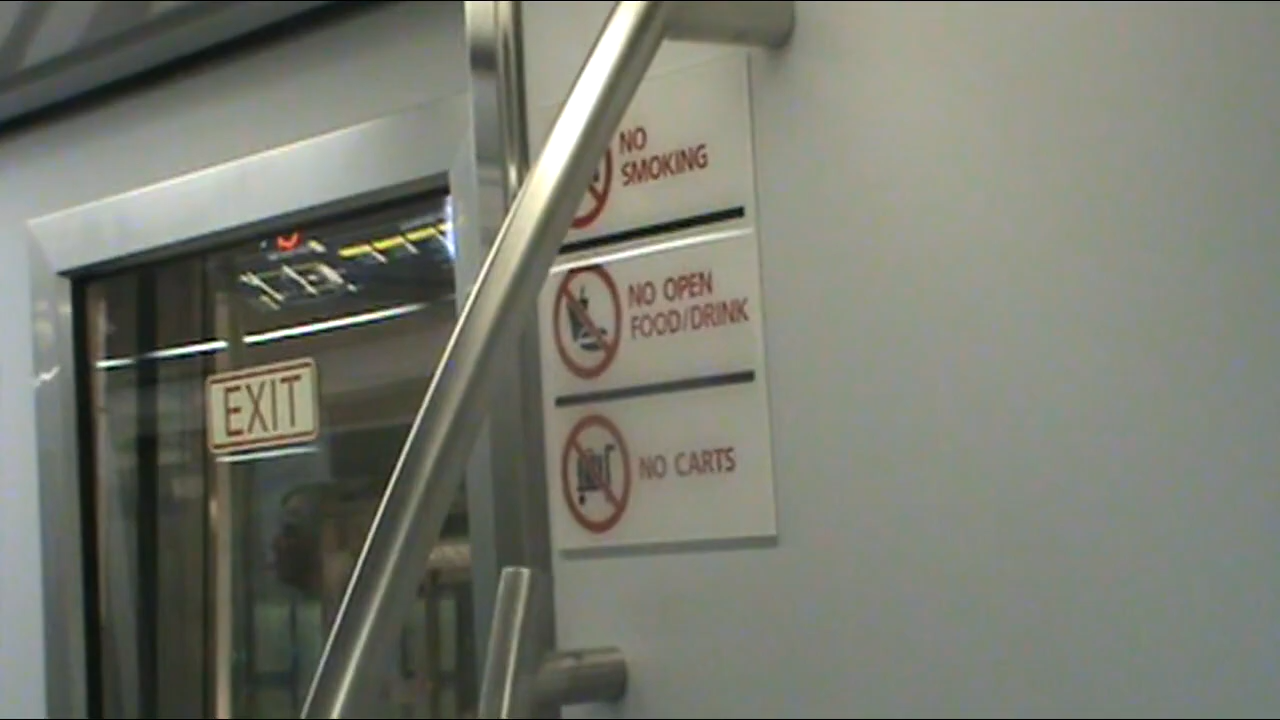 NO
SMOKING
NO OPEN
FOOD/DRINK
NO CARTS
EXIT